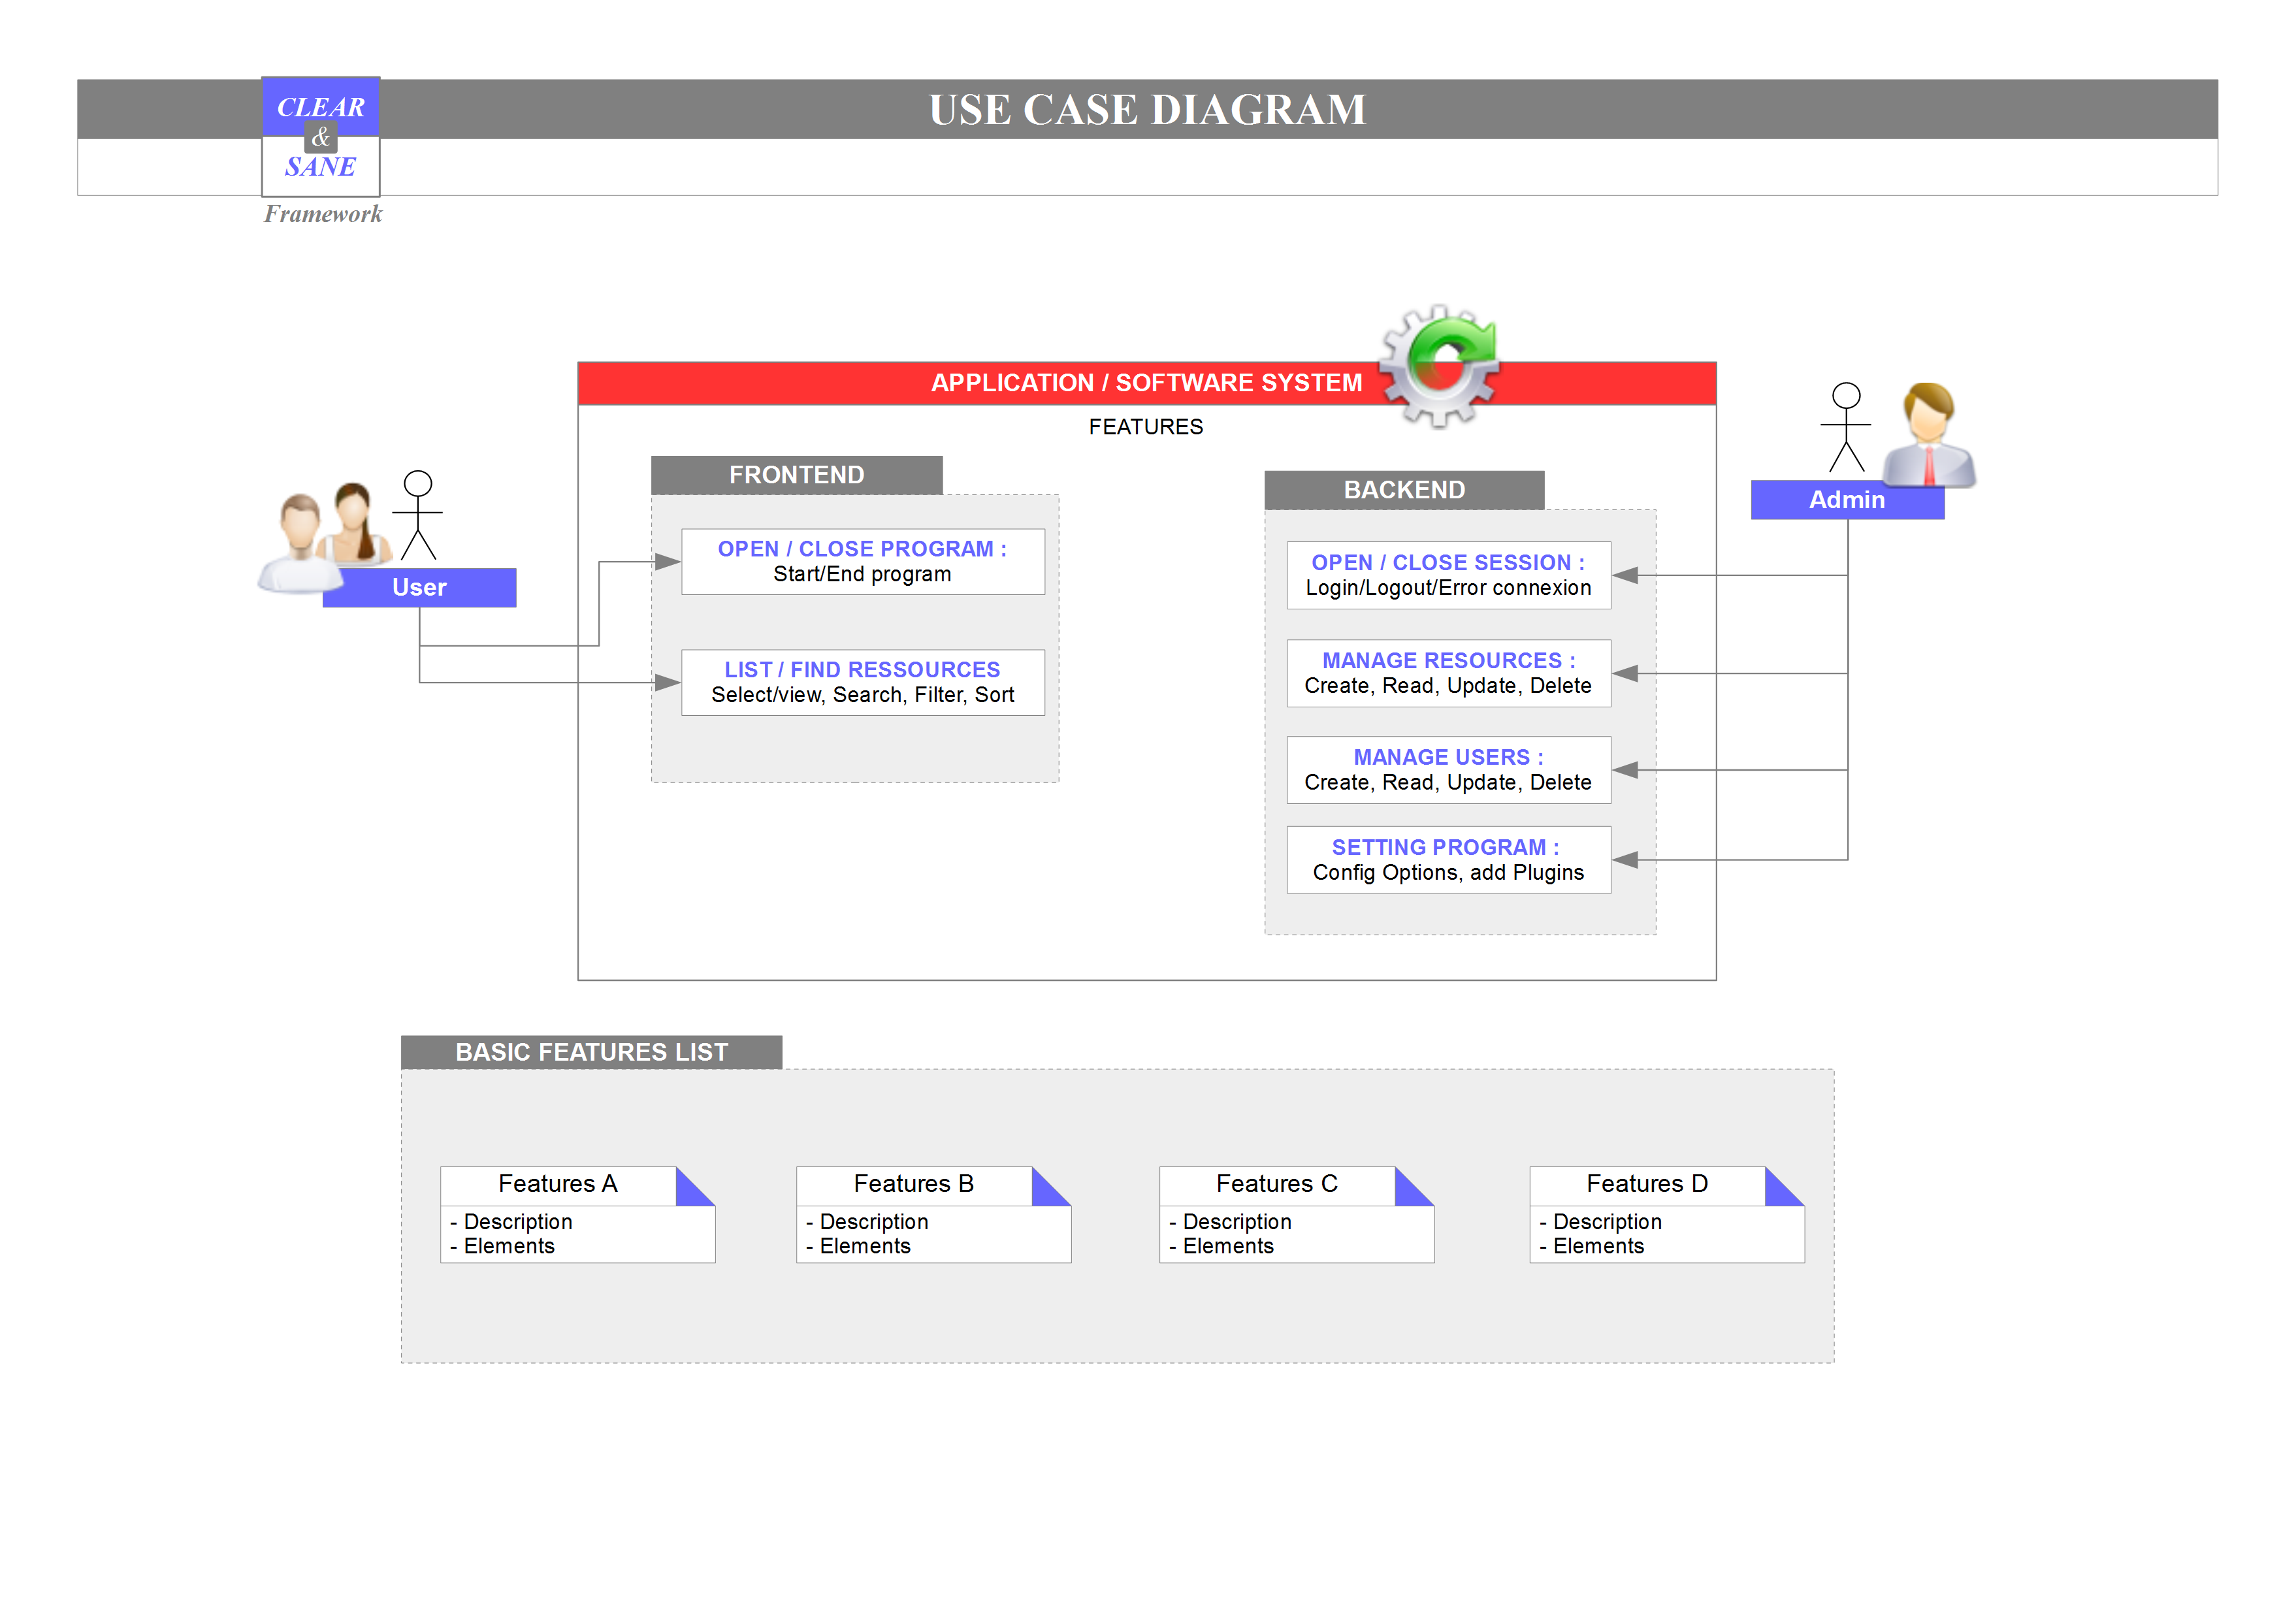 CLEAR
&
SANE
Framework
USE CASE DIAGRAM
APPLICATION / SOFTWARE SYSTEM
FEATURES
User
FRONTEND
OPEN / CLOSE PROGRAM :
Start/End program
LIST / FIND RESSOURCES
Select/view, Search, Filter, Sort
BACKEND
OPEN / CLOSE SESSION :
Login/Logout/Error connexion
MANAGE RESOURCES :
Create, Read, Update, Delete
MANAGE USERS :
Create, Read, Update, Delete
SETTING PROGRAM :
Config Options, add Plugins
Admin
BASIC FEATURES LIST
Features A
- Description
- Elements
Features B
- Description
- Elements
Features C
- Description
- Elements
Features D
- Description
- Elements